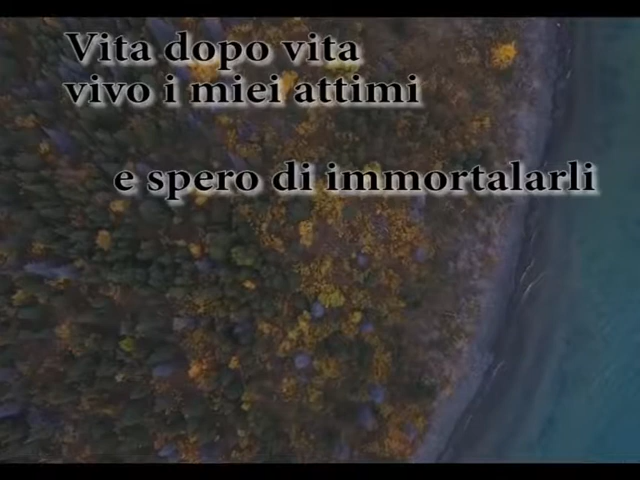 Vita dopo vita
vivo i miei attimi
e spero di immortalarli